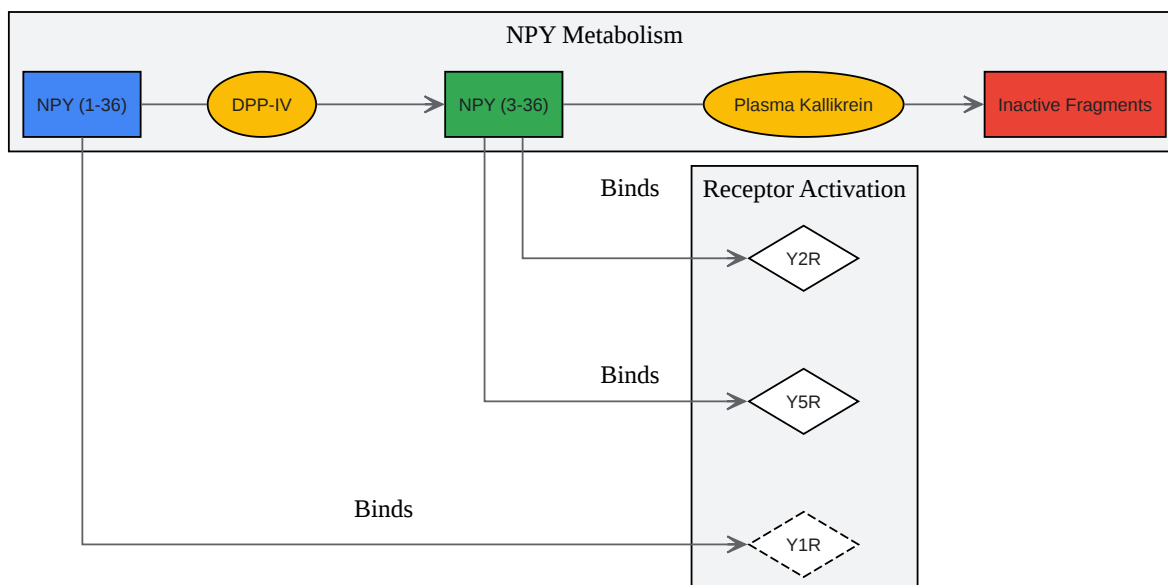 NPY Metabolism
NPY (1-36)
DPP-IV
NPY (3-36)
Plasma Kallikrein
Inactive Fragments
Binds
Receptor Activation
Y2R
Binds
Y5R
Binds
Y1R